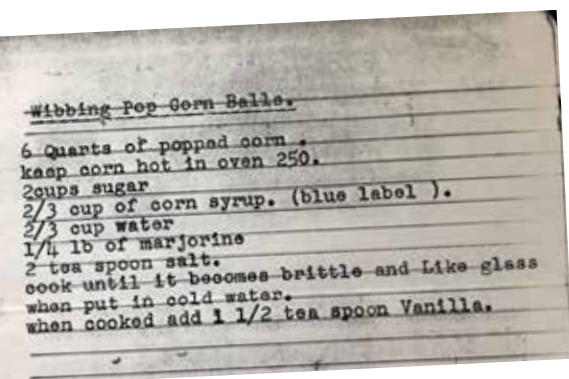 Wibbing Pop Corn Balls.
6 Quarts of popped corn .
keep corn hot in oven 250.
2cups sugar
2/3 cup of corn syrup. (blue label ).
2/3 cup water
1/4 lb of marjorine
2 tea spoon salt.
cook until it becomes brittle and Like glass
when put in cold water.
when cooked add 1 1/2 tea spoon Vanilla.